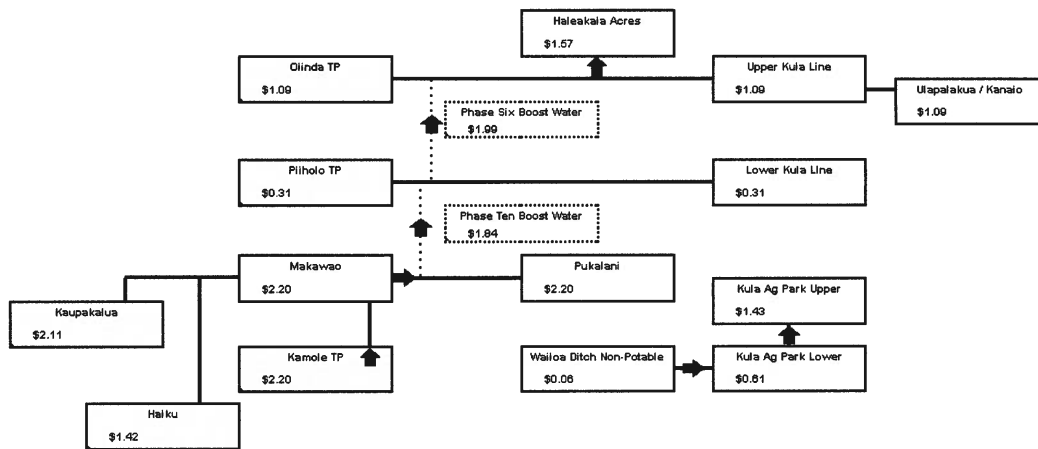 Haleakala Acres
$1.57
Olinda TP
$1.09
Upper Kula Line
$1.09
Ulapalakua / Kanaio
$1.09
Phase Six Boost Water
$1.99
Piiholo TP
$0.31
Lower Kula Line
$0.31
Phase Ten Boost Water
$1.84
Makawao
$2.20
Pukalani
$2.20
Kaupakalua
$2.11
Kula Ag Park Upper
$1.43
Kamole TP
$2.20
Wailoa Ditch Non-Potable
$0.06
Kula Ag Park Lower
$0.61
Haiku
$1.42